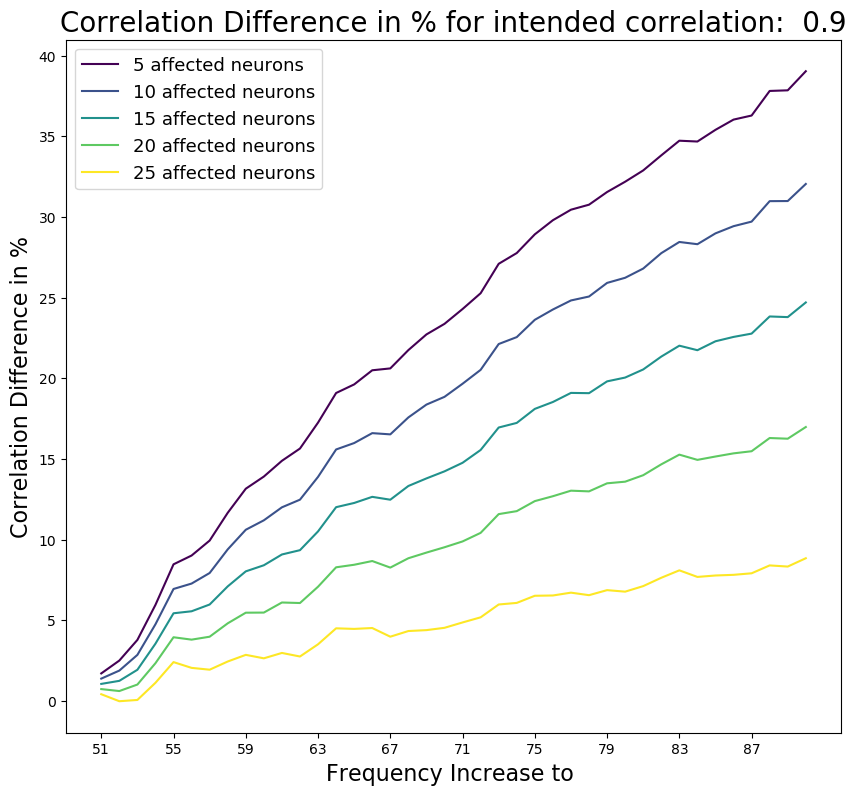 Correlation Difference in % for intended correlation:  0.9
40
35
30
25
20
15
10
5
0
5 affected neurons
10 affected neurons
15 affected neurons
20 affected neurons
25 affected neurons
Correlation Difference in %
51 55 59 63 67 71 75 79 83 87
Frequency Increase to